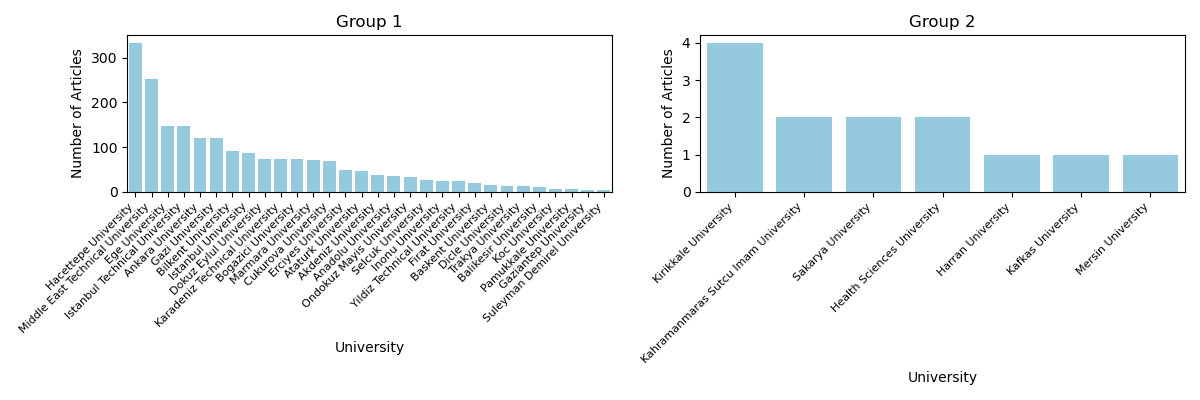 Group 1
Number of Articles
300
200
100
0
Hacettepe University
Middle East Technical University
Ege University
Istanbul Technical University
Ankara University
Gazi University
Bilkent University
Istanbul University
Dokuz Eylul University
Bogazici University
Karadeniz Technical University
Marmara University
Cukurova University
Erciyes University
Ataturk University
Akdeniz University
Anadolu University
Ondokuz Mayis University
Selcuk University
Inonu University
Yildiz Technical University
Firat University
Baskent University
Dicle University
Trakya University
Balikesir University
Koc University
Pamukkale University
Gaziantep University
Suleyman Demirel University
University
Group 2
Number of Articles
4
3
2
1
0
Kirikkale University
Kahramanmaras Sutcu Imam University
Sakarya University
Health Sciences University
Harran University
Kafkas University
Mersin University
University